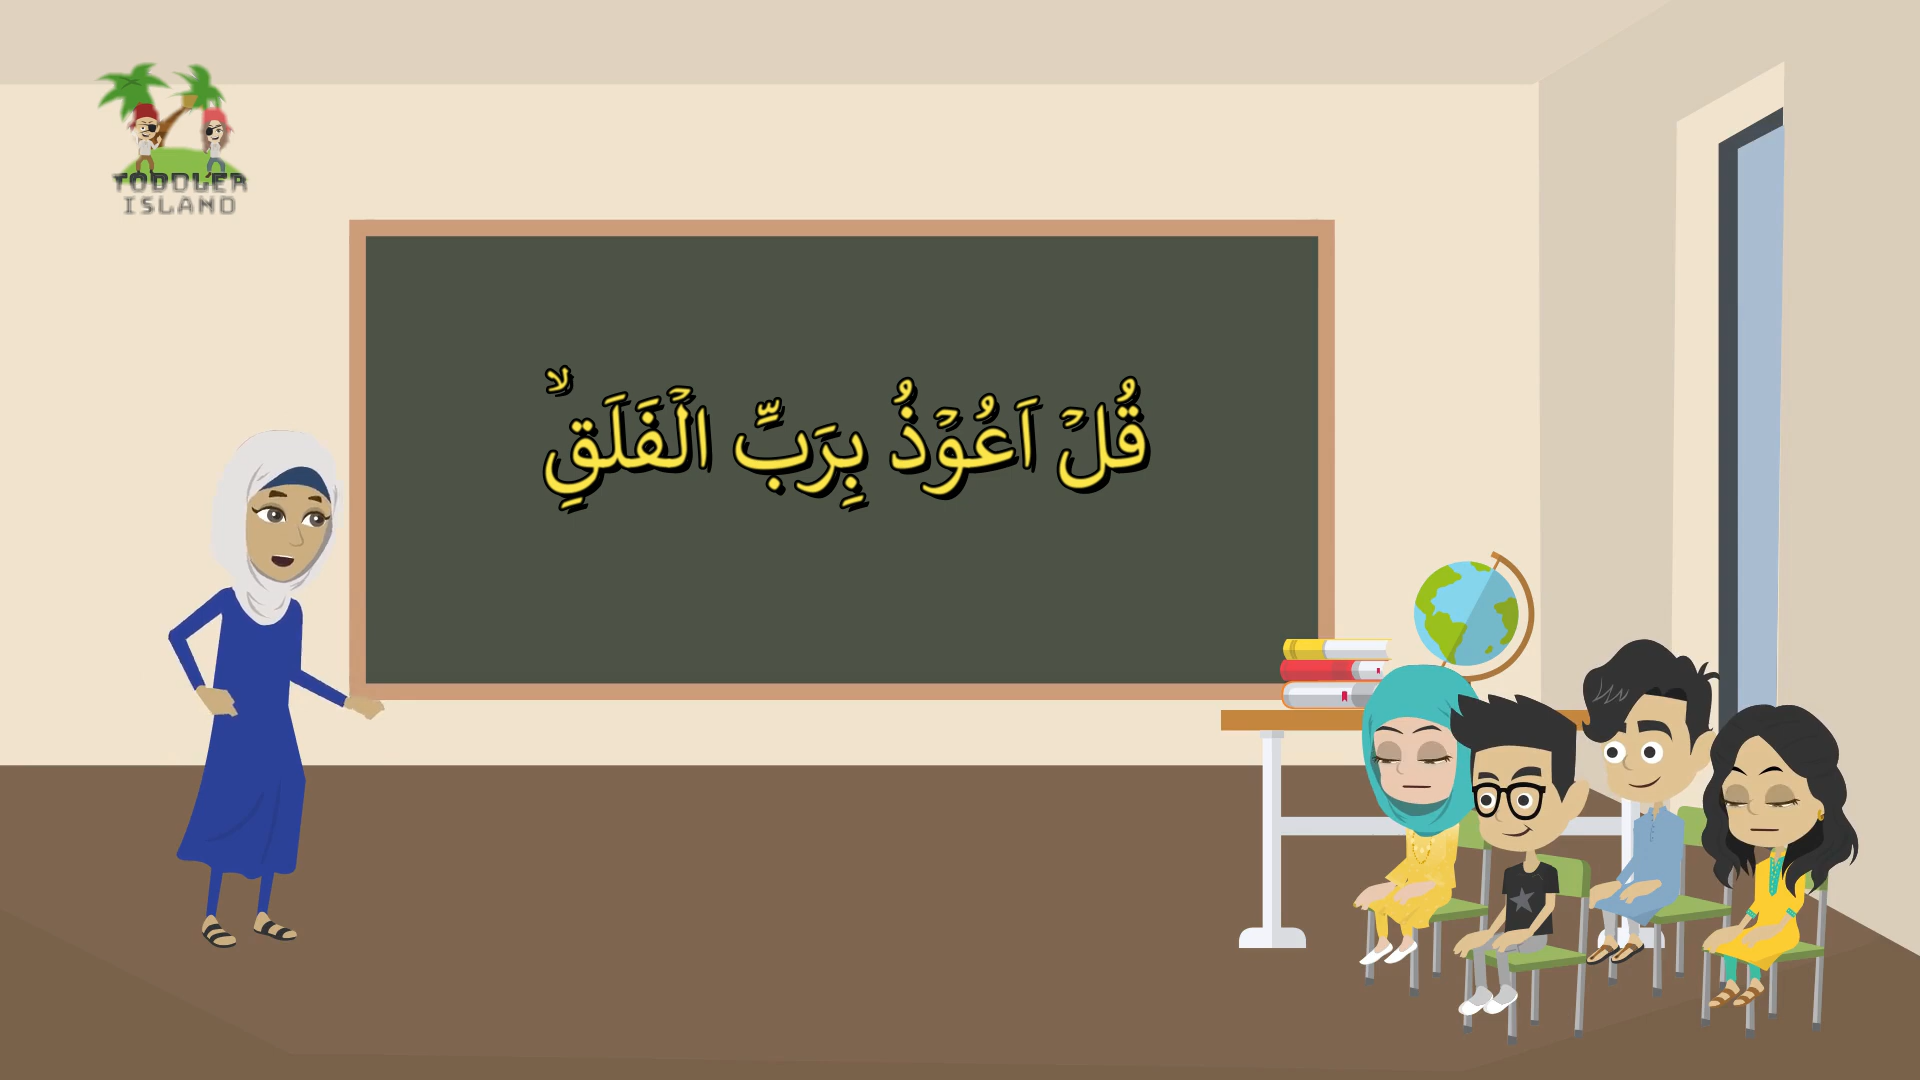 TODDLER
ISLAND
قُلۡ اَعُوۡذُ بِرَبِّ الۡفَلَقِۙ